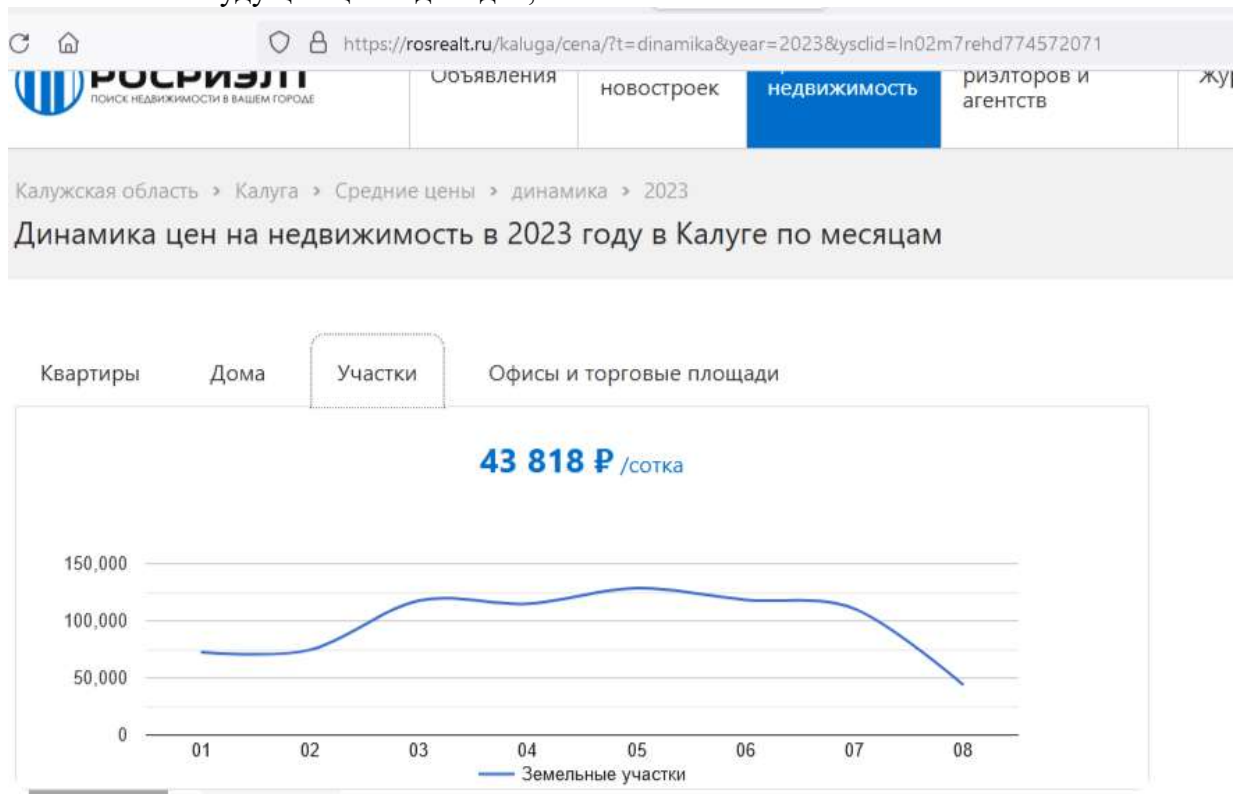 https://rosrealt.ru/kaluga/cena/?t=dinamika&year=2023&ysclid=ln02m7rehd774572071
РОСРИЭЛТ
ПОИСК НЕДВИЖИМОСТИ В ВАШЕМ ГОРОДЕ
Объявления
новостроек
недвижимость
риэлторов и
агентств
Калужская область › Калуга › Средние цены › динамика › 2023
Динамика цен на недвижимость в 2023 году в Калуге по месяцам
Квартиры Дома Участки Офисы и торговые площади
43 818 ₽ /сотка
150,000
100,000
50,000
0
01 02 03 04 05 06 07 08
Земельные участки